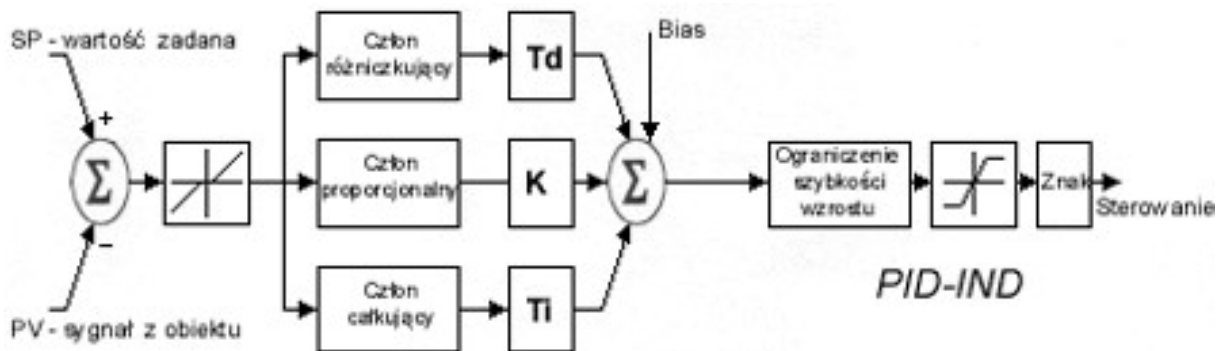 SP - wartość zadana
+
Σ
–
PV - sygnał z obiektu
Człon
różniczkujący
Td
Człon
proporcjonalny
K
Człon
całkujący
Ti
Bias
Σ
Ograniczenie
szybkości
wzrostu
Znak
Sterowanie
PID-IND